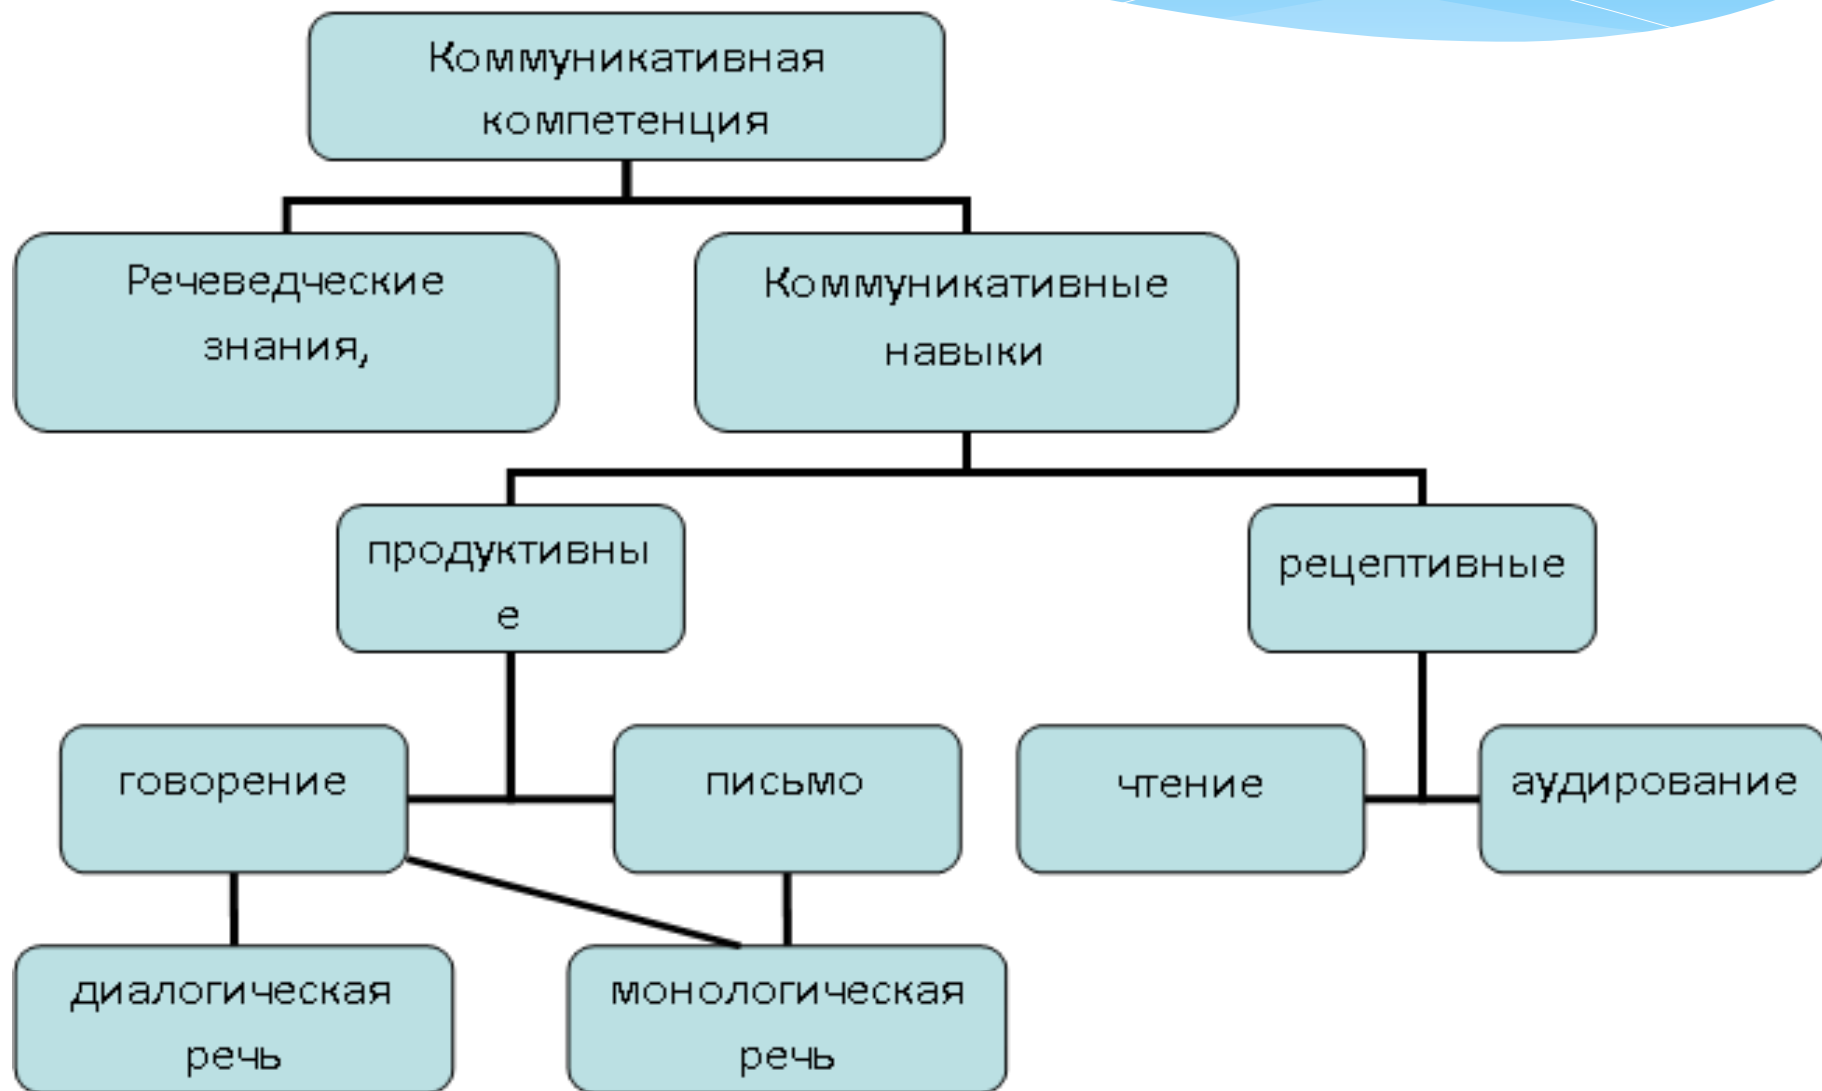 Коммуникативная
компетенция
Речеведческие
знания,
Коммуникативные
навыки
продуктивны
е
рецептивные
говорение
письмо
чтение
аудирование
диалогическая
речь
монологическая
речь